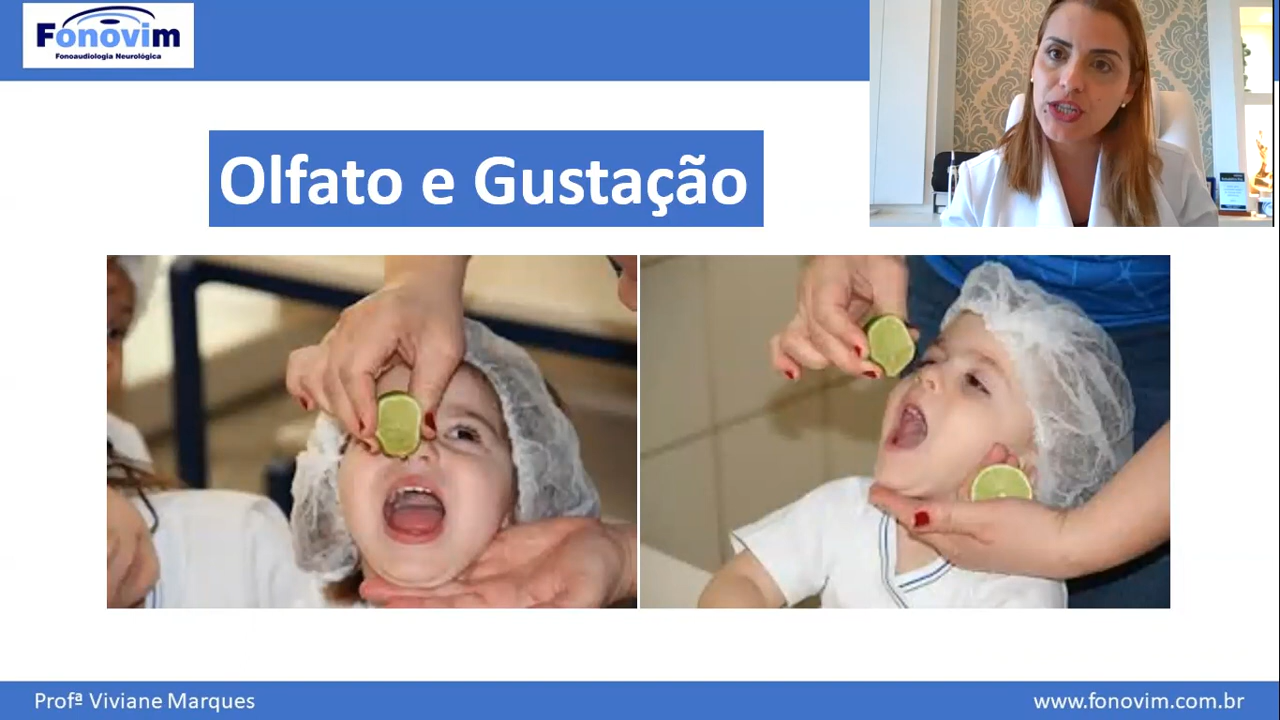 Fonovim
Fonoaudiologia Neurológica
Olfato e Gustação
Profª Viviane Marques
www.fonovim.com.br